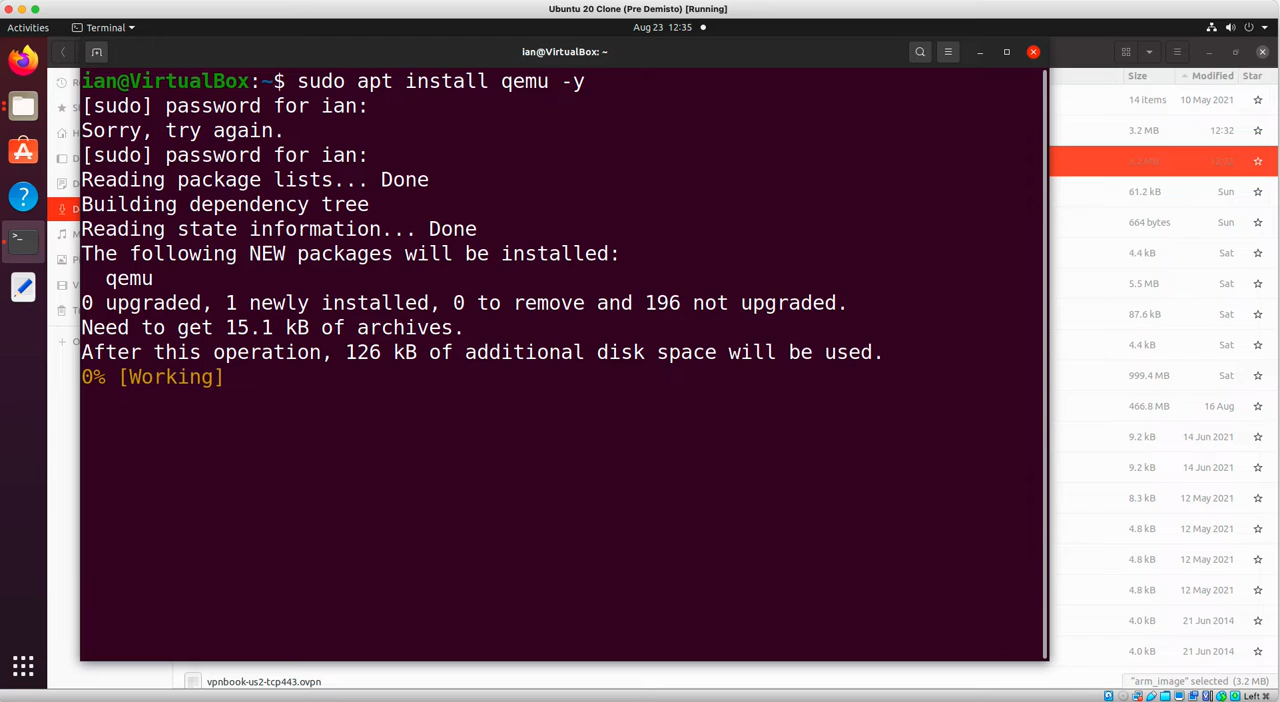 Ubuntu 20 Clone (Pre Demisto) [Running]
Activities
Terminal
Aug 23 12:35
ian@VirtualBox: ~
Size
Modified
Star
ian@VirtualBox:~$ sudo apt install qemu -y
[sudo] password for ian:
Sorry, try again.
[sudo] password for ian:
Reading package lists... Done
Building dependency tree
Reading state information... Done
The following NEW packages will be installed:
qemu
0 upgraded, 1 newly installed, 0 to remove and 196 not upgraded.
Need to get 15.1 kB of archives.
After this operation, 126 kB of additional disk space will be used.
0% [Working]
14 items 10 May 2021
3.2 MB 12:32
61.2 kB Sun
664 bytes Sun
4.4 kB Sat
5.5 MB Sat
87.6 kB Sat
4.4 kB Sat
999.4 MB Sat
466.8 MB 16 Aug
9.2 kB 14 Jun 2021
9.2 kB 14 Jun 2021
8.3 kB 12 May 2021
4.8 kB 12 May 2021
4.8 kB 12 May 2021
4.8 kB 12 May 2021
4.0 kB 21 Jun 2014
4.0 kB 21 Jun 2014
vpnbook-us2-tcp443.ovpn
"arm_image" selected (3.2 MB)
Left ⌘